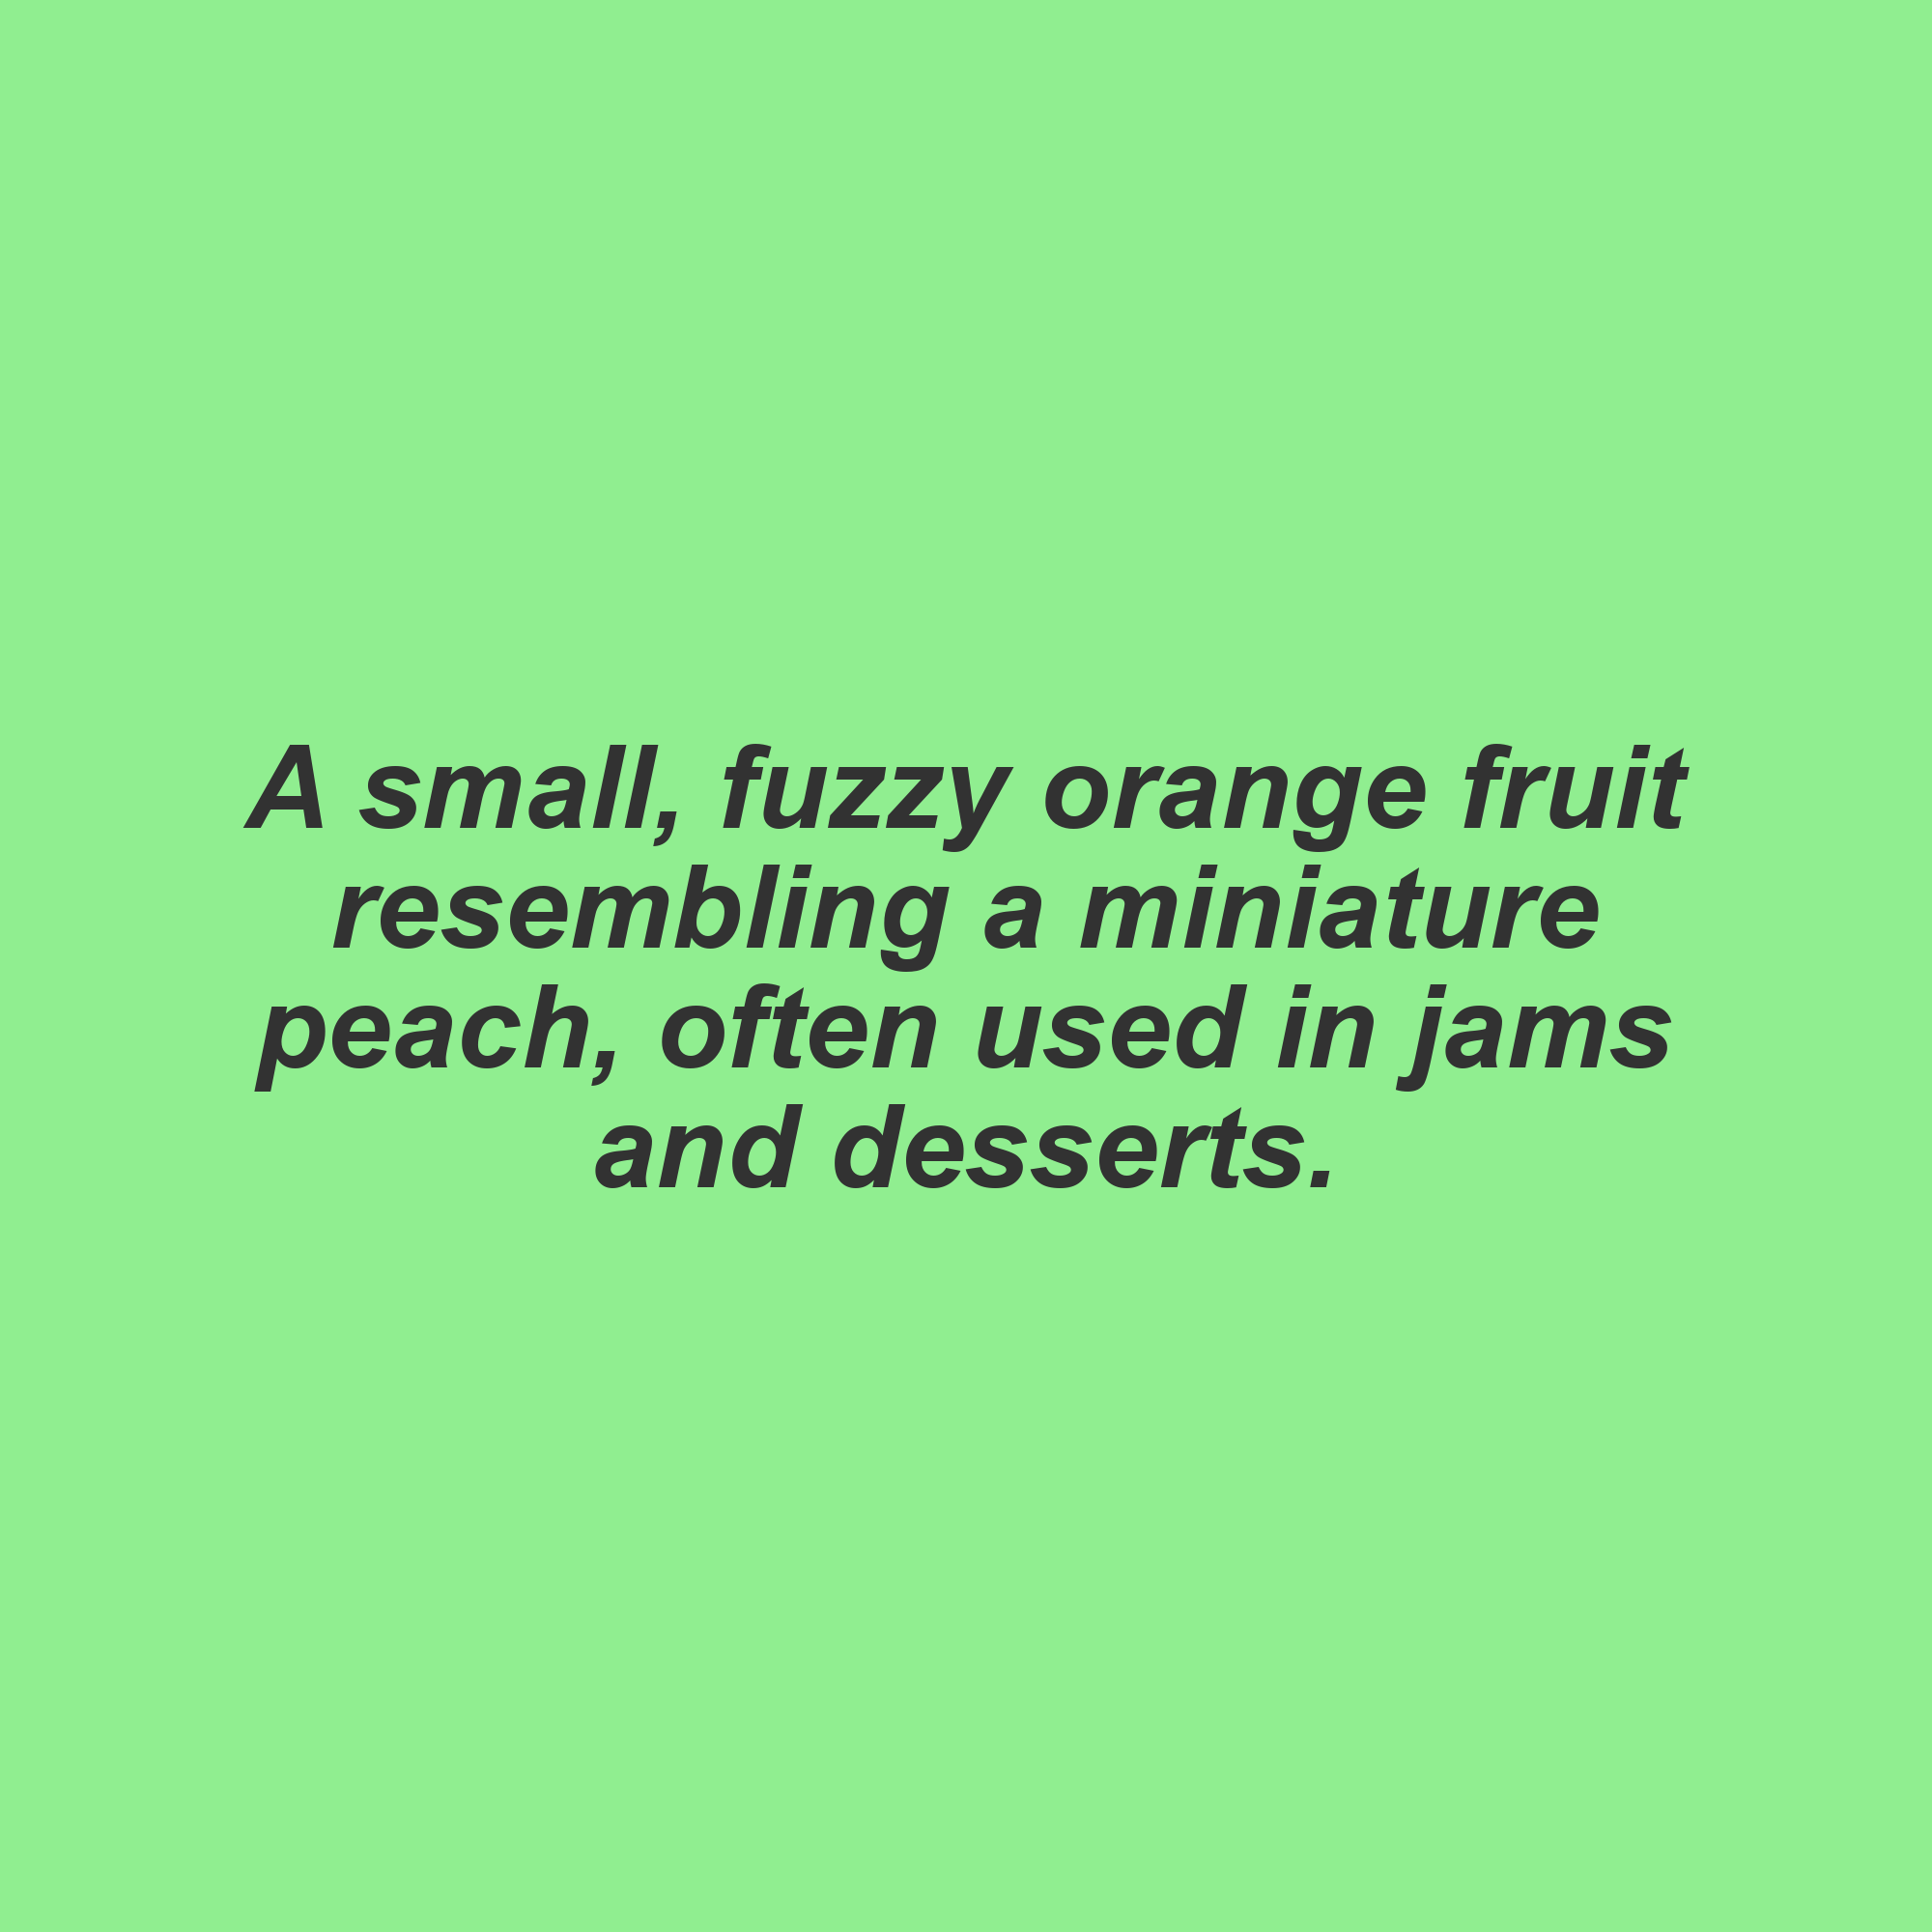 A small, fuzzy orange fruit
resembling a miniature
peach, often used in jams
and desserts.